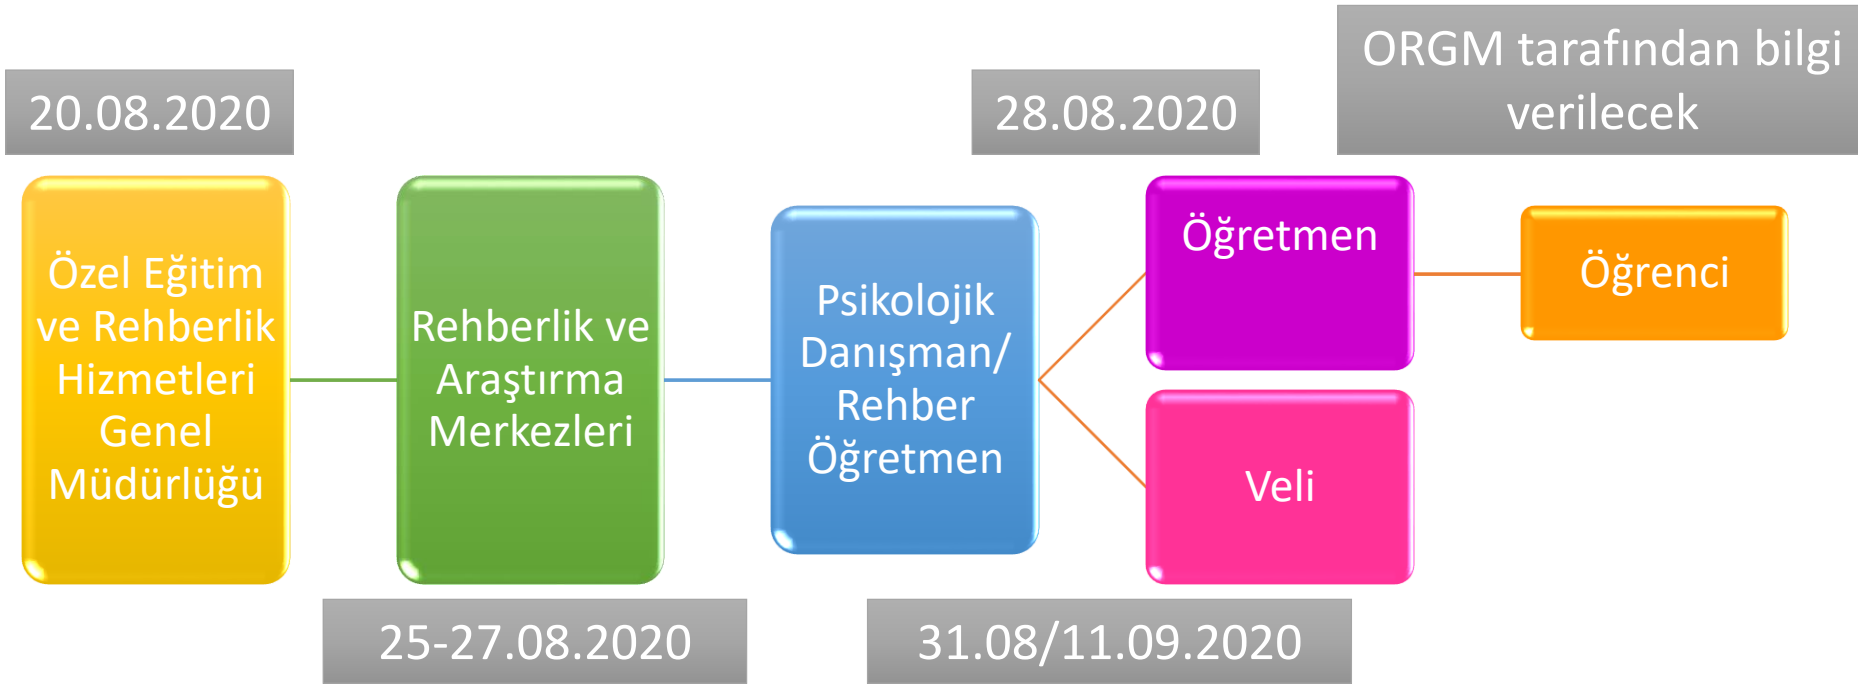 20.08.2020
Özel Eğitim
ve Rehberlik
Hizmetleri
Genel
Müdürlüğü
Rehberlik ve
Araştırma
Merkezleri
25-27.08.2020
Psikolojik
Danışman/
Rehber
Öğretmen
28.08.2020
Öğretmen
Veli
31.08/11.09.2020
ORGM tarafından bilgi
verilecek
Öğrenci